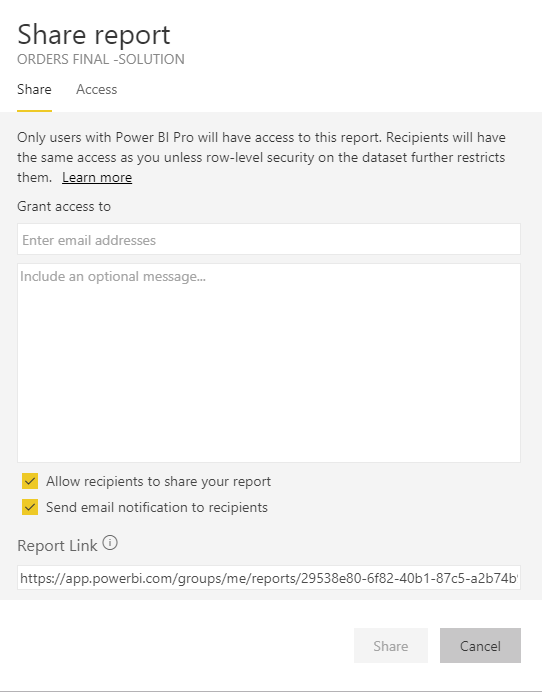 Share report
ORDERS FINAL -SOLUTION
Share Access
Only users with Power BI Pro will have access to this report. Recipients will have
the same access as you unless row-level security on the dataset further restricts
them. Learn more
Grant access to
Enter email addresses
Include an optional message...
Allow recipients to share your report
Send email notification to recipients
Report Link
https://app.powerbi.com/groups/me/reports/29538e80-6f82-40b1-87c5-a2b74b
Share Cancel